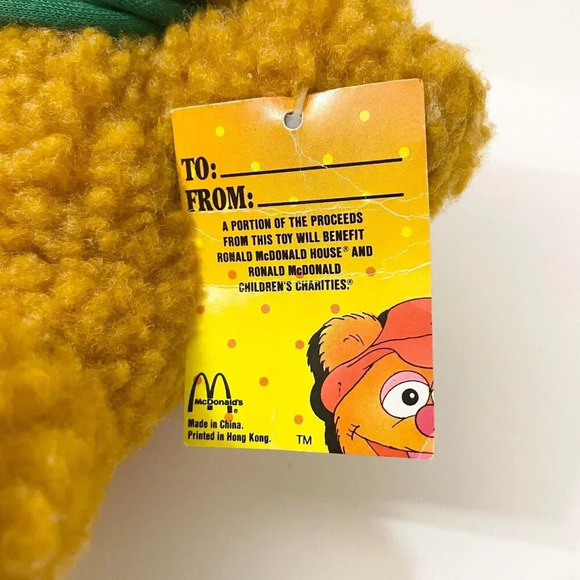 TO:
FROM:
A PORTION OF THE PROCEEDS
FROM THIS TOY WILL BENEFIT
RONALD McDONALD HOUSE® AND
RONALD McDONALD
CHILDREN'S CHARITIES.®
McDonald's
®
Made in China.
Printed in Hong Kong.
TM